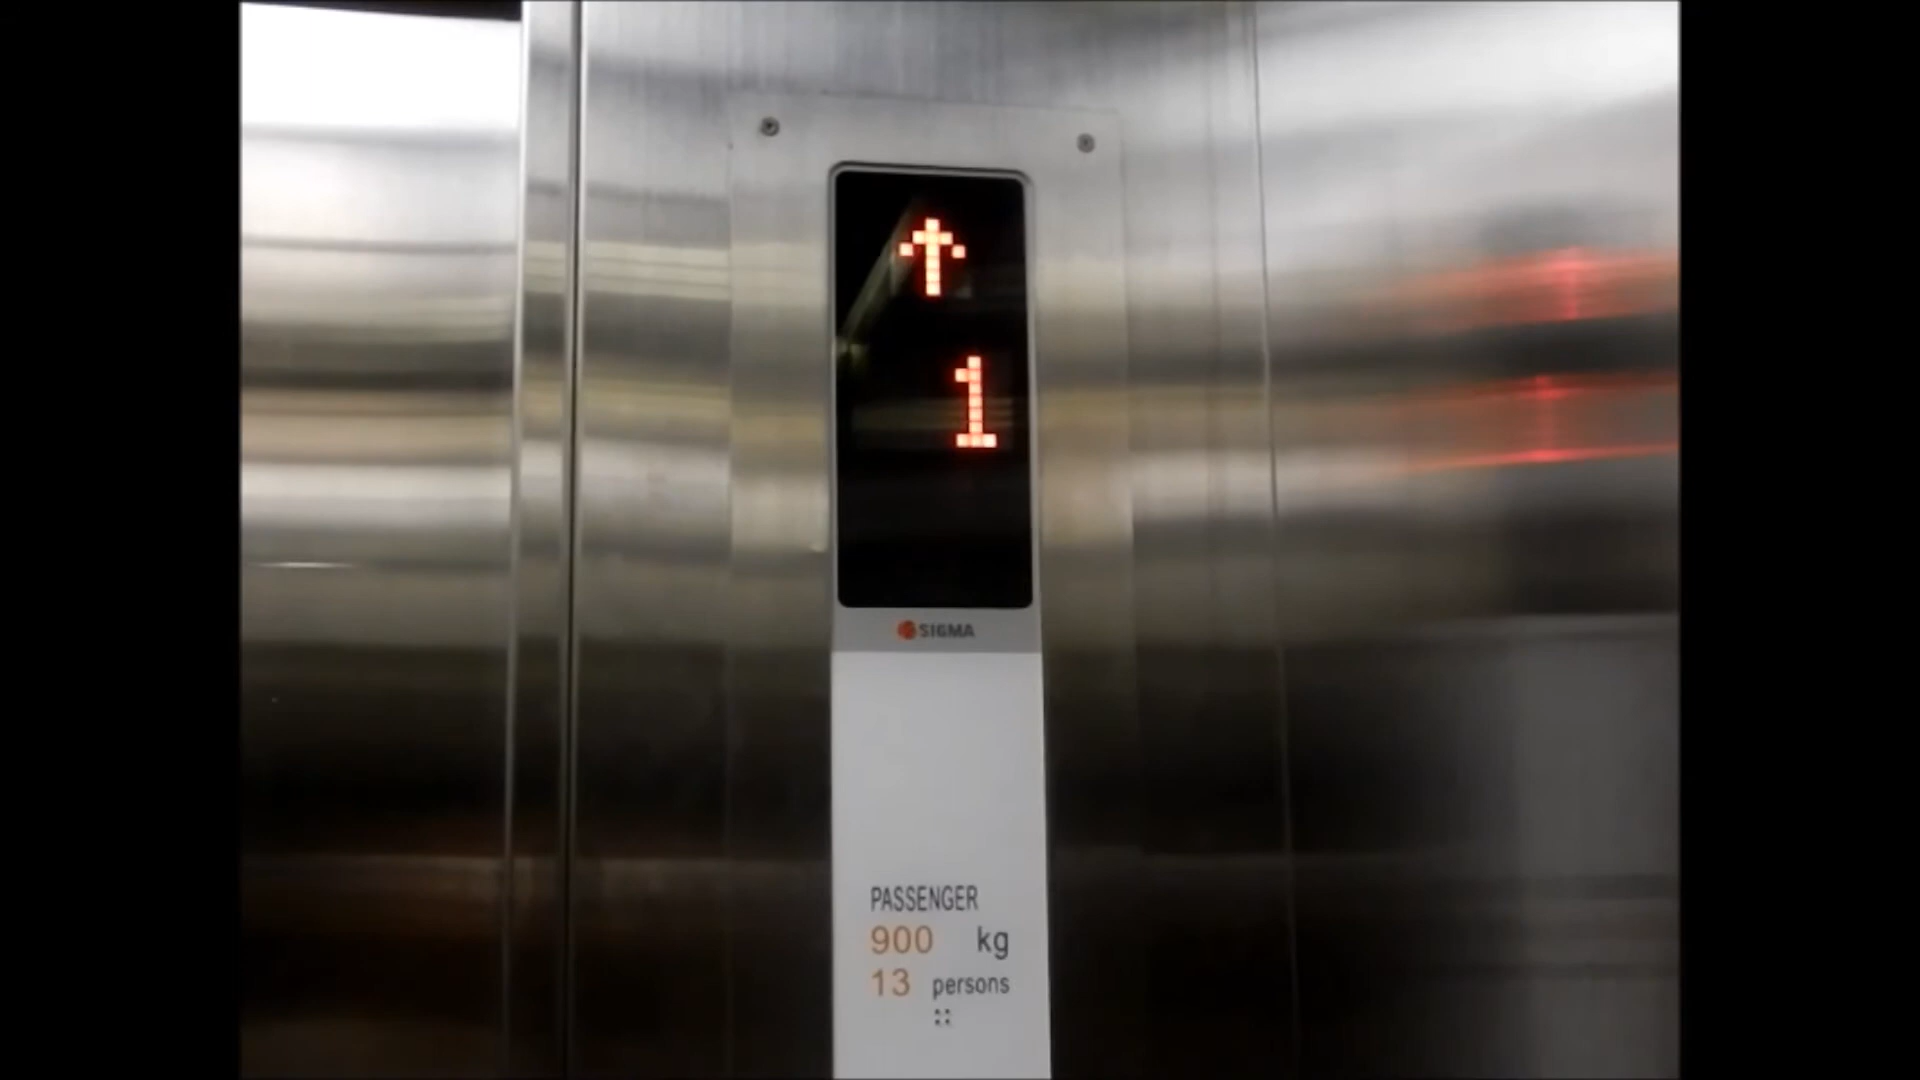 ↑
1
SIGMA
PASSENGER
900 kg
13 persons